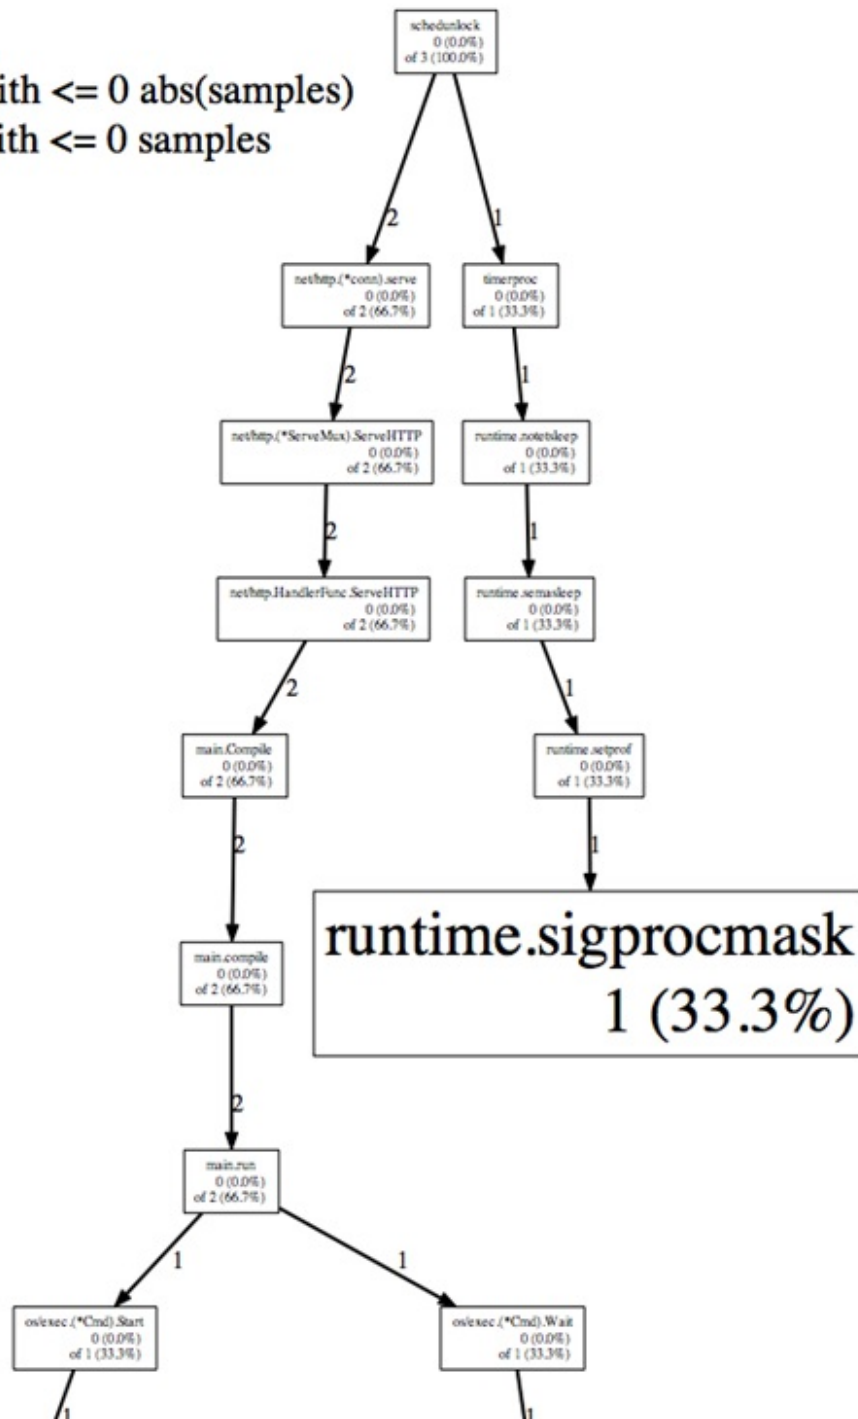 schedunlock
0 (0.0%)
of 3 (100.0%)
ith <= 0 abs(samples)
ith <= 0 samples
2
1
net/http.(*conn).serve
0 (0.0%)
of 2 (66.7%)
timerproc
0 (0.0%)
of 1 (33.3%)
2
1
net/http.(*ServeMux).ServeHTTP
0 (0.0%)
of 2 (66.7%)
runtime.notetsleep
0 (0.0%)
of 1 (33.3%)
2
1
net/http.HandlerFunc.ServeHTTP
0 (0.0%)
of 2 (66.7%)
runtime.semasleep
0 (0.0%)
of 1 (33.3%)
2
1
main.Compile
0 (0.0%)
of 2 (66.7%)
runtime.setprof
0 (0.0%)
of 1 (33.3%)
2
1
runtime.sigprocmask
1 (33.3%)
main.compile
0 (0.0%)
of 2 (66.7%)
2
main.run
0 (0.0%)
of 2 (66.7%)
1
1
os/exec.(*Cmd).Start
0 (0.0%)
of 1 (33.3%)
os/exec.(*Cmd).Wait
0 (0.0%)
of 1 (33.3%)
1
1